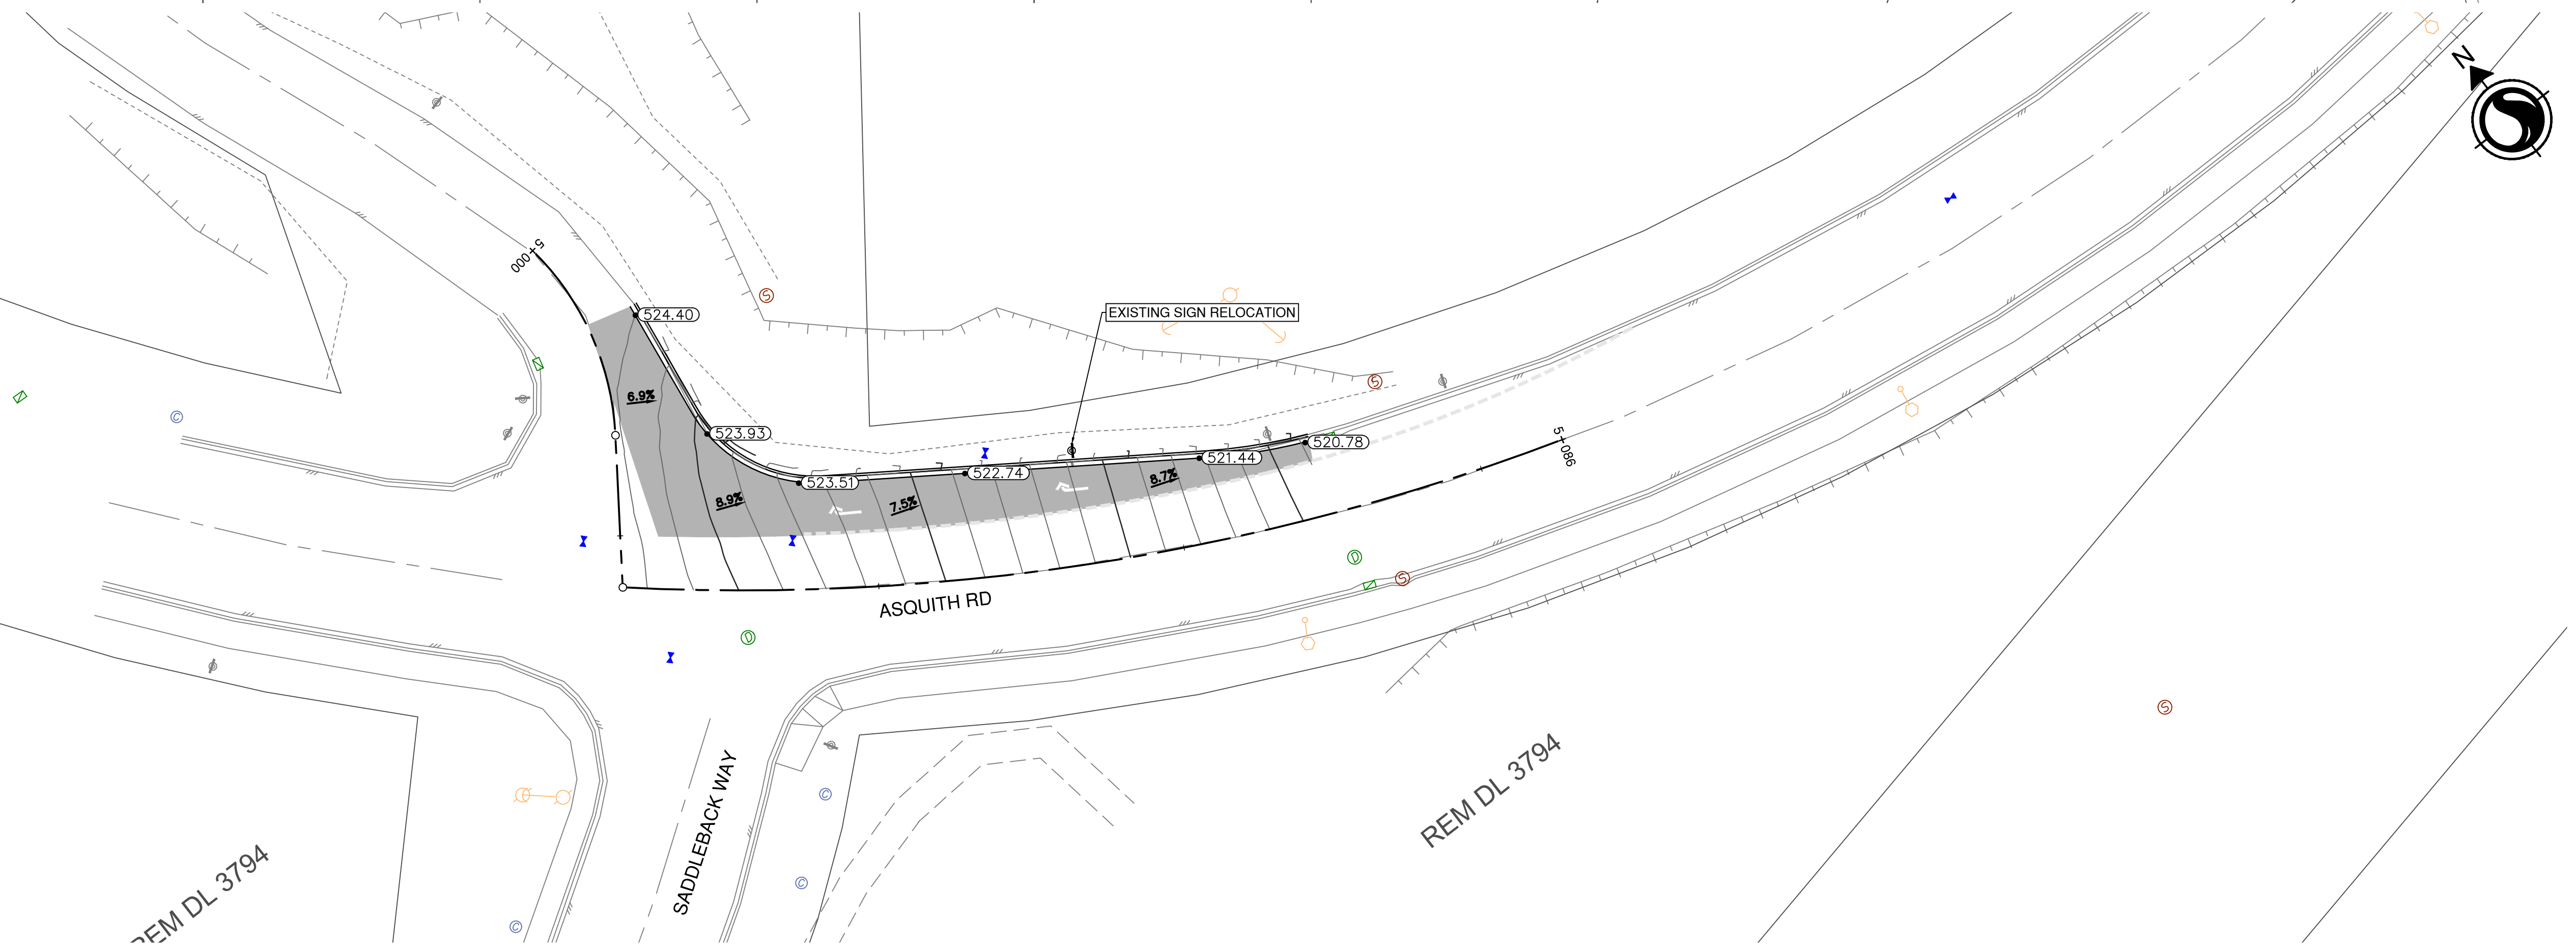 N
5+000
524.40
EXISTING SIGN RELOCATION
6.9%
523.93
520.78
521.44
5+086
522.74
523.51
8.7%
8.9%
7.5%
ASQUITH RD
SADDLEBACK WAY
REM DL 3794
REM DL 3794
S
S
S
S
D
D
C
C
C
C